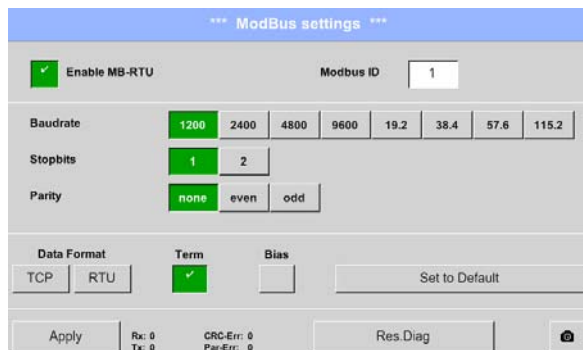 *** ModBus settings ***
Enable MB-RTU Modbus ID 1
Baudrate 1200 2400 4800 9600 19.2 38.4 57.6 115.2
Stopbits 1 2
Parity none even odd
Data Format Term Bias
TCP RTU Set to Default
Apply Rx: 0 CRC-Err: 0 Res.Diag
Tx: 0 Par-Err: 0